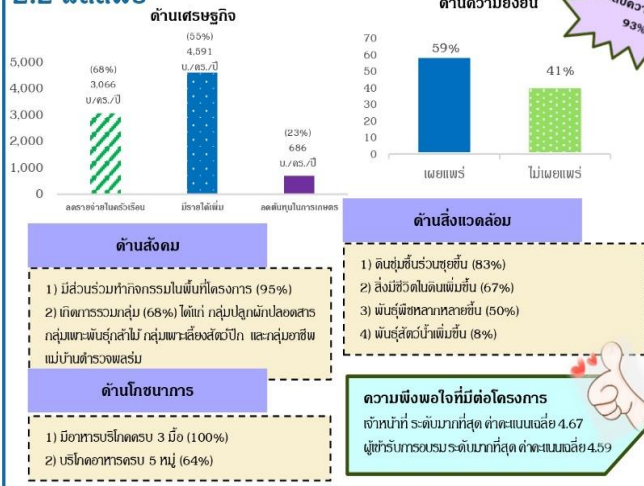 2.2 ผลลัพธ์
ด้านเศรษฐกิจ
(68%)
3,066
บ/คร./ปี
(55%)
4,591
บ./คร./ปี
(23%)
686
บ./คร./ปี
5,000
4,000
3,000
2,000
1,000
0
ลดรายจ่ายในครัวเรือน
มีรายได้เพิ่ม
ลดต้นทุนในการเกษตร
ด้านความยั่งยืน
93%
70
60
50
40
30
20
10
0
59%
41%
เผยแพร่
ไม่เผยแพร่
ด้านสังคม
1) มีส่วนร่วมทำกิจกรรมในพื้นที่โครงการ (95%)
2) เกิดการรวมกลุ่ม (68%) ได้แก่ กลุ่มปลูกผักปลอดสาร
กลุ่มเพาะพันธุ์กล้าไม้ กลุ่มเพาะเลี้ยงสัตว์ปีก และกลุ่มอาชีพ
แม่บ้านตำรวจพลร่ม
ด้านสิ่งแวดล้อม
1) ดินชุ่มชื้นร่วนซุยขึ้น (83%)
2) สิ่งมีชีวิตในดินเพิ่มขึ้น (67%)
3) พันธุ์พืชหลากหลายขึ้น (50%)
4) พันธุ์สัตว์น้ำเพิ่มขึ้น (8%)
ด้านโภชนาการ
1) มีอาหารบริโภคครบ 3 มื้อ (100%)
2) บริโภคอาหารครบ 5 หมู่ (64%)
ความพึงพอใจที่มีต่อโครงการ
เจ้าหน้าที่ ระดับมากที่สุด ค่าคะแนนเฉลี่ย 4.67
ผู้เข้ารับการอบรม ระดับมากที่สุด ค่าคะแนนเฉลี่ย 4.59